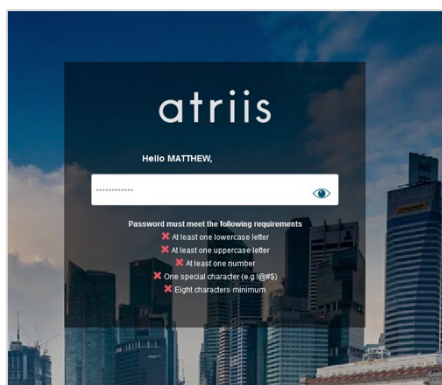 atriis
Hello MATTHEW,
************
Password must meet the following requirements
At least one lowercase letter
At least one uppercase letter
At least one number
One special character (e.g !@#$)
Eight characters minimum